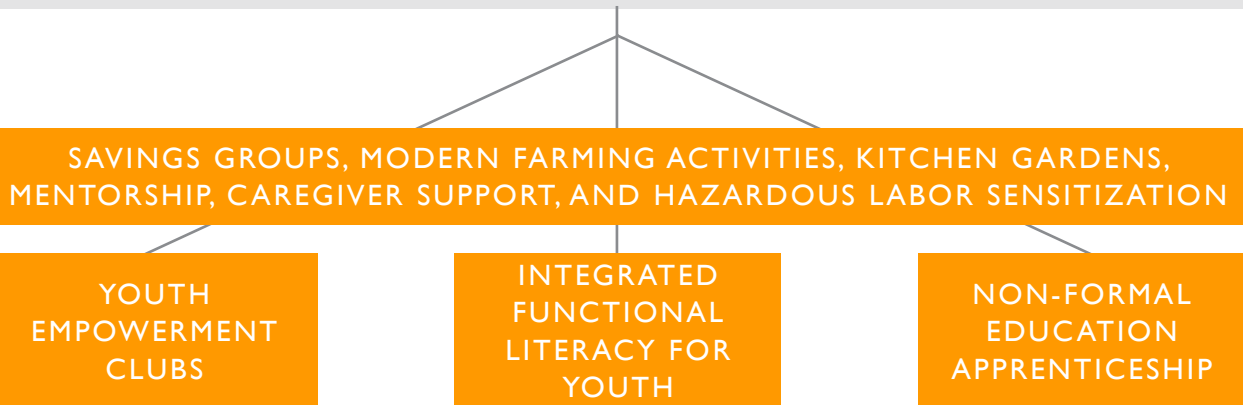 SAVINGS GROUPS, MODERN FARMING ACTIVITIES, KITCHEN GARDENS,
MENTORSHIP, CAREGIVER SUPPORT, AND HAZARDOUS LABOR SENSITIZATION
YOUTH
EMPOWERMENT
CLUBS
INTEGRATED
FUNCTIONAL
LITERACY FOR
YOUTH
NON-FORMAL
EDUCATION
APPRENTICESHIP